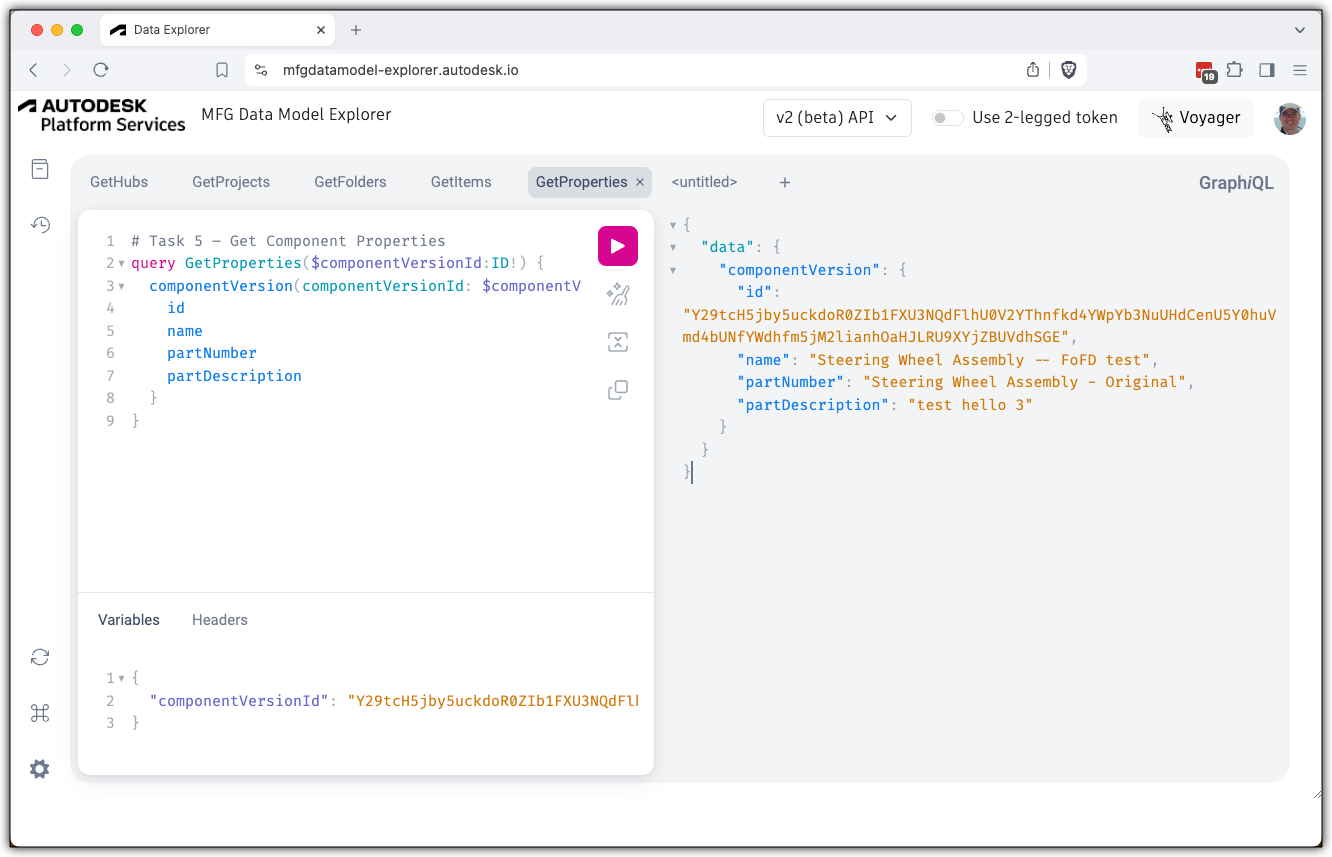 Data Explorer
mfgdatamodel-explorer.autodesk.io
19
AUTODESK
Platform Services
MFG Data Model Explorer
v2 (beta) API
Use 2-legged token
Voyager
GetHubs
GetProjects
GetFolders
GetItems
GetProperties
<untitled>
GraphiQL
1 # Task 5 – Get Component Properties
2 query GetProperties($componentVersionId:ID!) {
3 componentVersion(componentVersionId: $componentV
4 id
5 name
6 partNumber
7 partDescription
8 }
9 }
Variables
Headers
1 {
2 "componentVersionId": "Y29tcH5jby5uckdoR0ZIb1FXU3NQdFlh
3 }
{
"data": {
"componentVersion": {
"id":
"Y29tcH5jby5uckdoR0ZIb1FXU3NQdFlhU0V2YThnfkd4YWpYb3NuUHdCenU5Y0huV
md4bUNfYWdhfm5jM2lianhOaHJLRU9XYjZBUVdhSGE",
"name": "Steering Wheel Assembly -- FoFD test",
"partNumber": "Steering Wheel Assembly - Original",
"partDescription": "test hello 3"
}
}
}